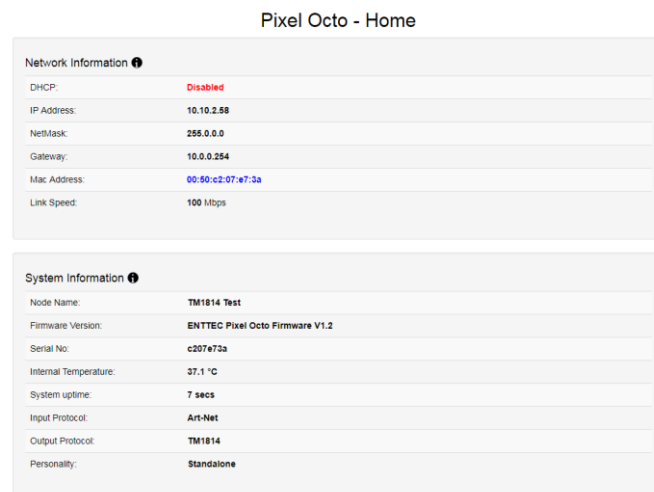 Pixel Octo - Home
Network Information
DHCP: Disabled
IP Address: 10.10.2.58
NetMask: 255.0.0.0
Gateway: 10.0.0.254
Mac Address: 00:50:c2:07:e7:3a
Link Speed: 100 Mbps
System Information
Node Name: TM1814 Test
Firmware Version: ENTTEC Pixel Octo Firmware V1.2
Serial No: c207e73a
Internal Temperature: 37.1 °C
System uptime: 7 secs
Input Protocol: Art-Net
Output Protocol: TM1814
Personality: Standalone